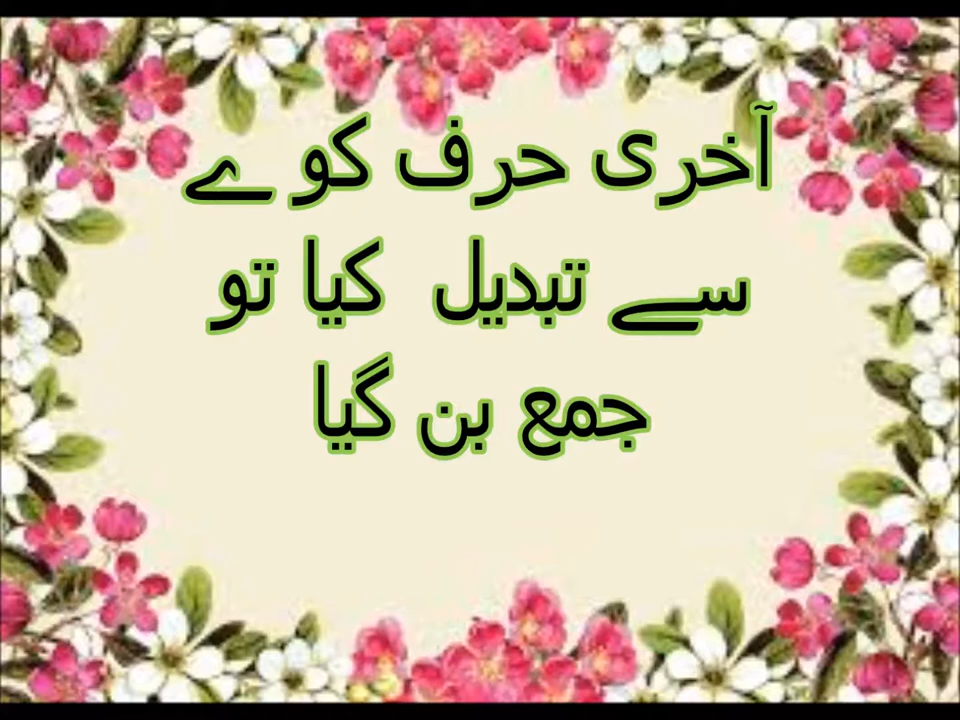 آخری حرف کو ے
سے تبدیل کیا تو
جمع بن گیا